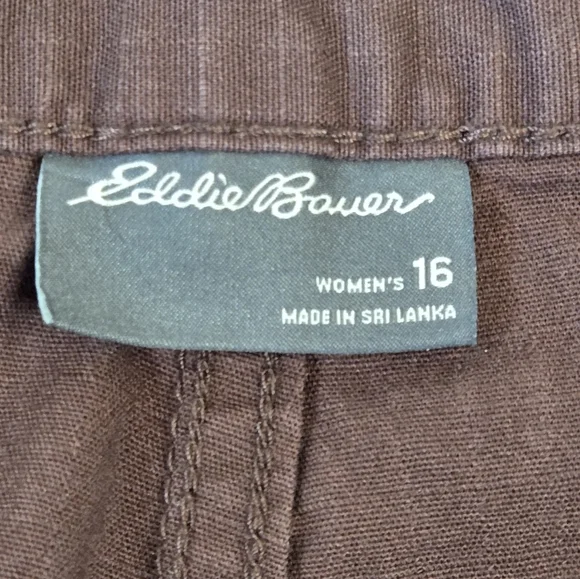 Eddie Bauer
WOMEN'S 16
MADE IN SRI LANKA